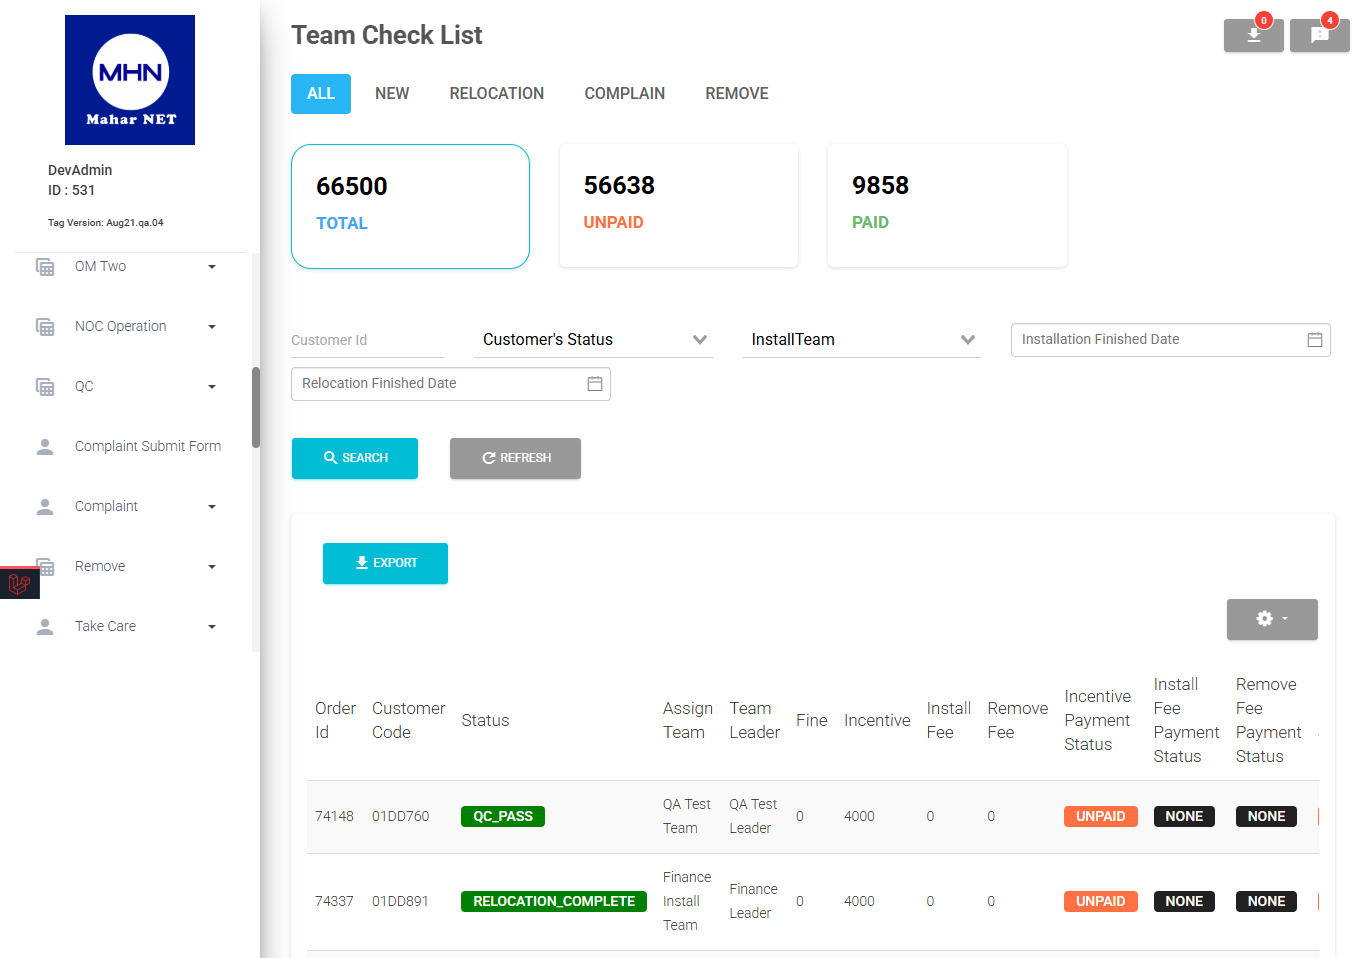 MHN
Mahar NET
DevAdmin
ID : 531
Tag Version: Aug21.qa.04
OM Two
NOC Operation
QC
Complaint Submit Form
Complaint
Remove
Take Care
Team Check List
0
4
ALL
NEW
RELOCATION
COMPLAIN
REMOVE
66500
TOTAL
56638
UNPAID
9858
PAID
Customer Id
Customer's Status
InstallTeam
Installation Finished Date
Relocation Finished Date
SEARCH
REFRESH
EXPORT
Order Id
Customer Code
Status
Assign Team
Team Leader
Fine
Incentive
Install Fee
Remove Fee
Incentive Payment Status
Install Fee Payment Status
Remove Fee Payment Status
74148 01DD760 QC_PASS QA Test Team QA Test Leader 0 4000 0 0 UNPAID NONE NONE
74337 01DD891 RELOCATION_COMPLETE Finance Install Team Finance Leader 0 4000 0 0 UNPAID NONE NONE